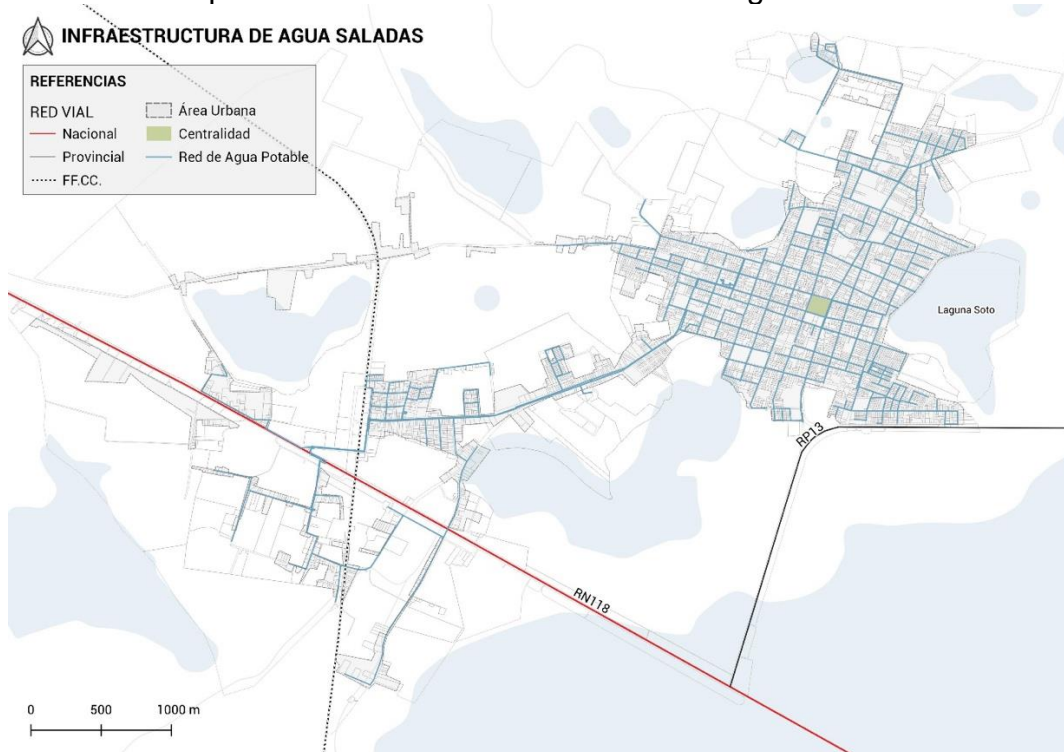 INFRAESTRUCTURA DE AGUA SALADAS
REFERENCIAS
RED VIAL
Nacional
Provincial
FF.CC.
Área Urbana
Centralidad
Red de Agua Potable
Laguna Soto
RP13
RN118
0 500 1000 m